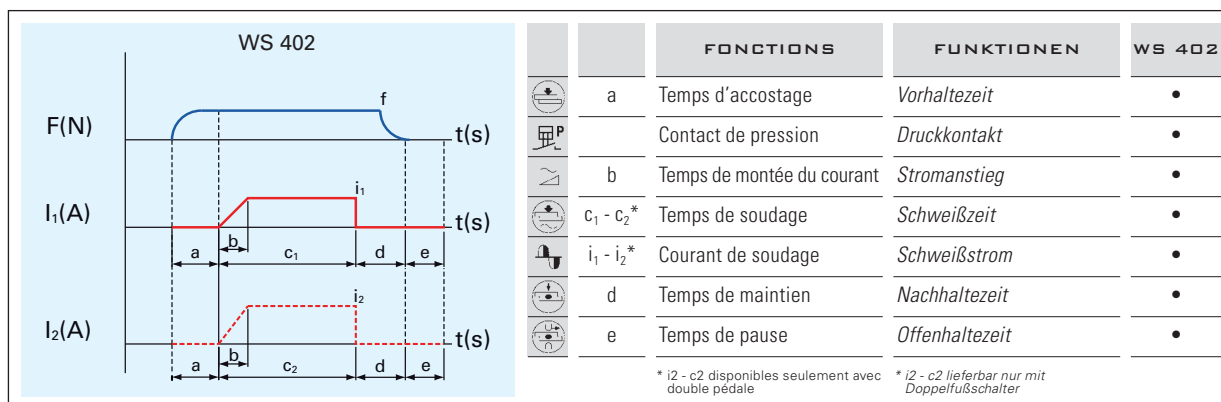 WS 402
F(N)
f
t(s)
I₁(A)
i₁
t(s)
b
a
c₁
d
e
I₂(A)
i₂
t(s)
b
a
c₂
d
e
FONCTIONS FUNKTIONEN WS 402
a Temps d'accostage Vorhaltezeit •
P Contact de pression Druckkontakt •
b Temps de montée du courant Stromanstieg •
c₁ - c₂* Temps de soudage Schweißzeit •
i₁ - i₂* Courant de soudage Schweißstrom •
d Temps de maintien Nachhaltezeit •
e Temps de pause Offenhaltezeit •
* i2 - c2 disponibles seulement avec
double pédale
* i2 - c2 lieferbar nur mit
Doppelfußschalter